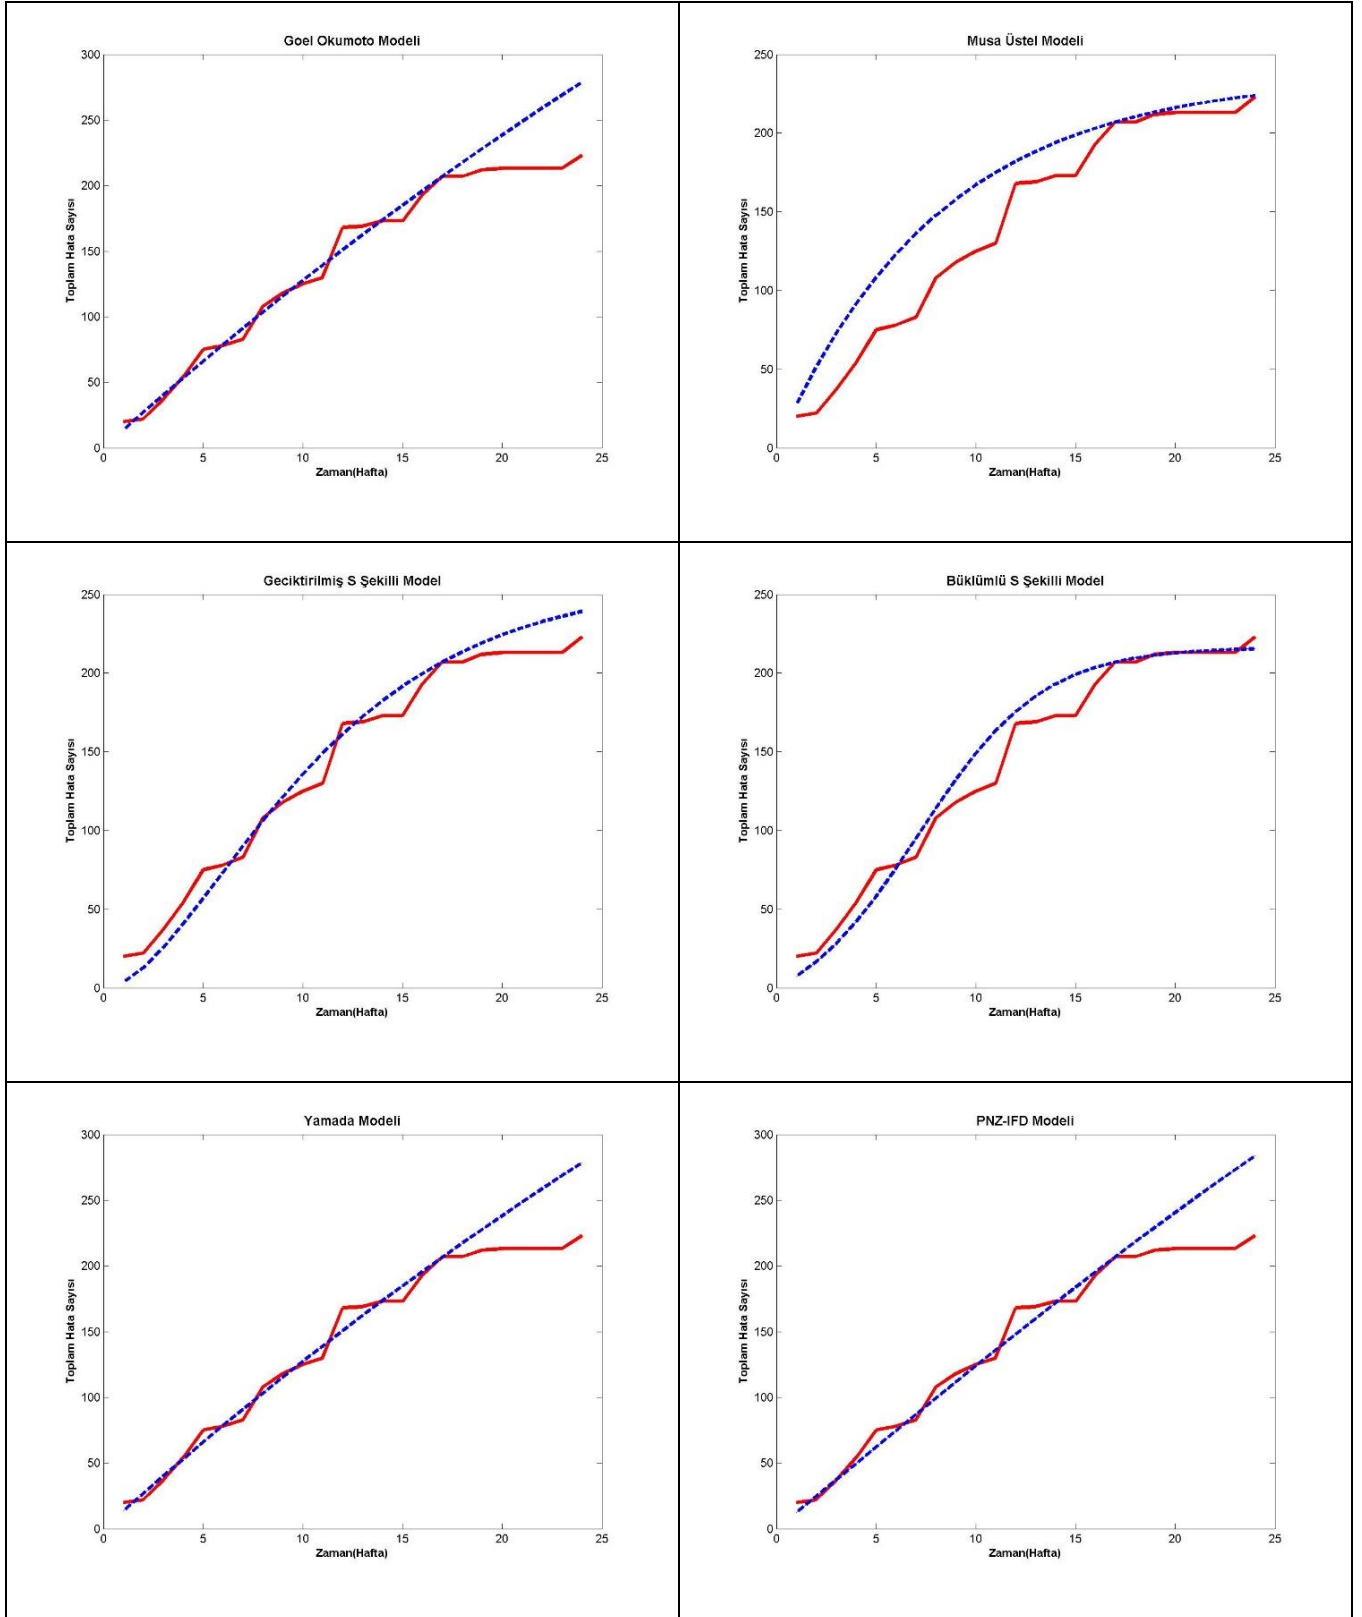 Goel Okumoto Modeli
300
250
200
150
100
50
0
Toplam Hata Sayısı
0 5 10 15 20 25
Zaman(Hafta)
Musa Üstel Modeli
250
200
150
100
50
0
Toplam Hata Sayısı
0 5 10 15 20 25
Zaman(Hafta)
Geciktirilmiş S Şekilli Model
250
200
150
100
50
0
Toplam Hata Sayısı
0 5 10 15 20 25
Zaman(Hafta)
Büklümlü S Şekilli Model
250
200
150
100
50
0
Toplam Hata Sayısı
0 5 10 15 20 25
Zaman(Hafta)
Yamada Modeli
300
250
200
150
100
50
0
Toplam Hata Sayısı
0 5 10 15 20 25
Zaman(Hafta)
PNZ-IFD Modeli
300
250
200
150
100
50
0
Toplam Hata Sayısı
0 5 10 15 20 25
Zaman(Hafta)